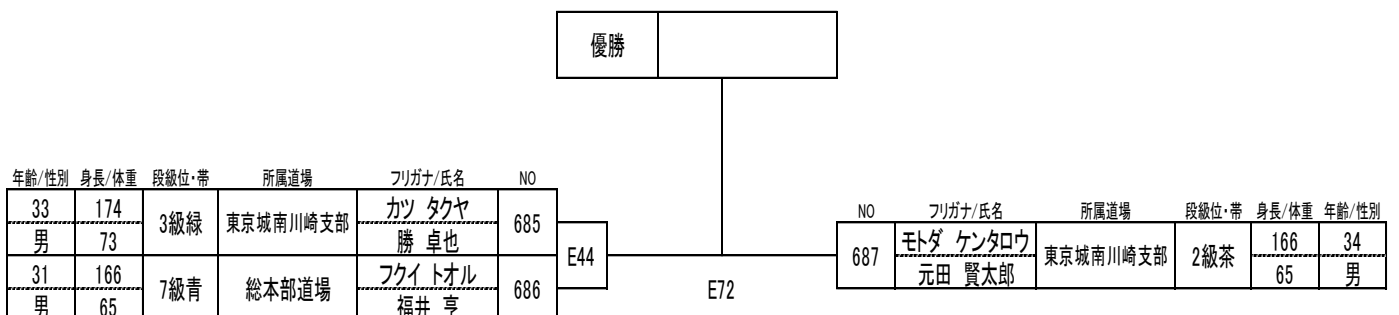 優勝
年齢/性別 身長/体重 段級位・帯 所属道場 フリガナ/氏名 NO
33 174 3級緑 東京城南川崎支部 カツ タクヤ 685
男 73 勝 卓也
31 166 7級青 総本部道場 フクイ トオル 686
男 65 福井 亨
E44
E72
NO フリガナ/氏名 所属道場 段級位・帯 身長/体重 年齢/性別
687 モトダ ケンタロウ 東京城南川崎支部 2級茶 166 34
元田 賢太郎 65 男